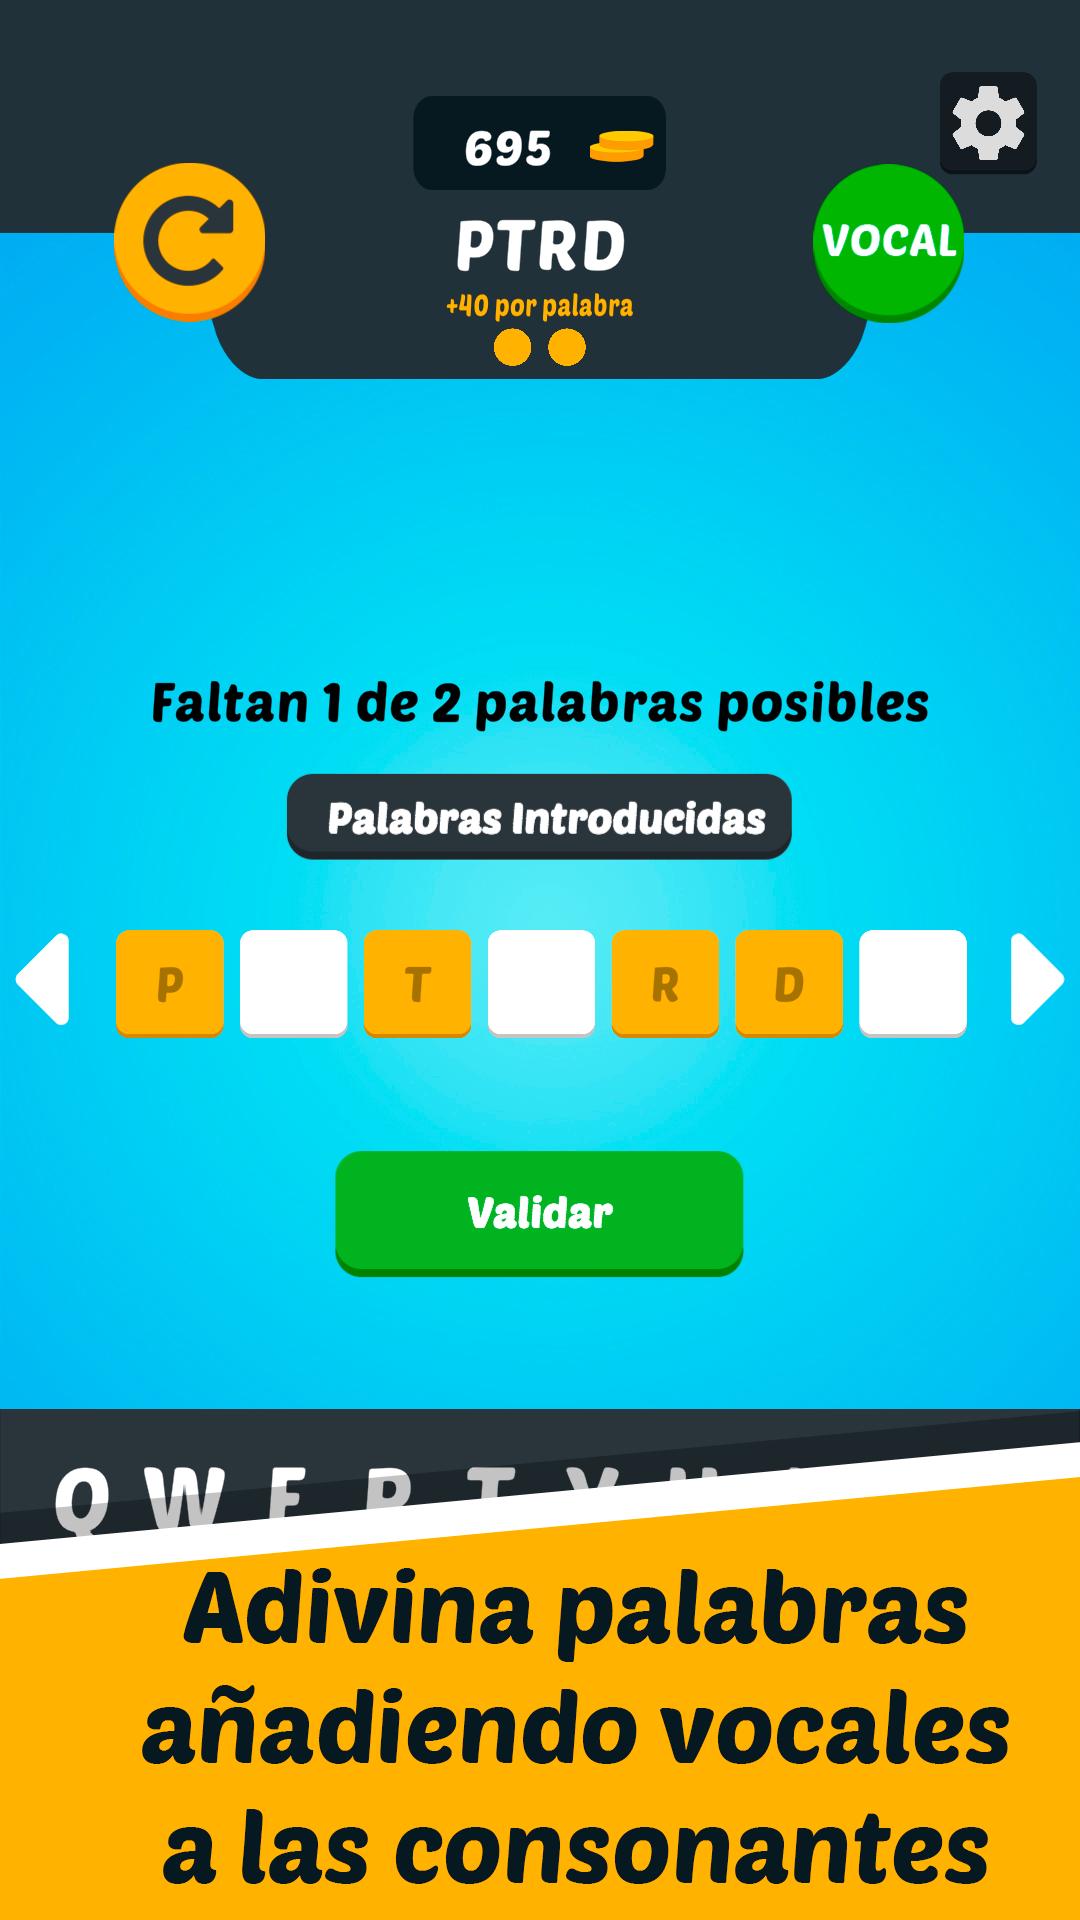 695
PTRD
VOCAL
+40 por palabra
Faltan 1 de 2 palabras posibles
Palabras Introducidas
P T R D
Validar
Q W E R T Y U
Adivina palabras
añadiendo vocales
a las consonantes